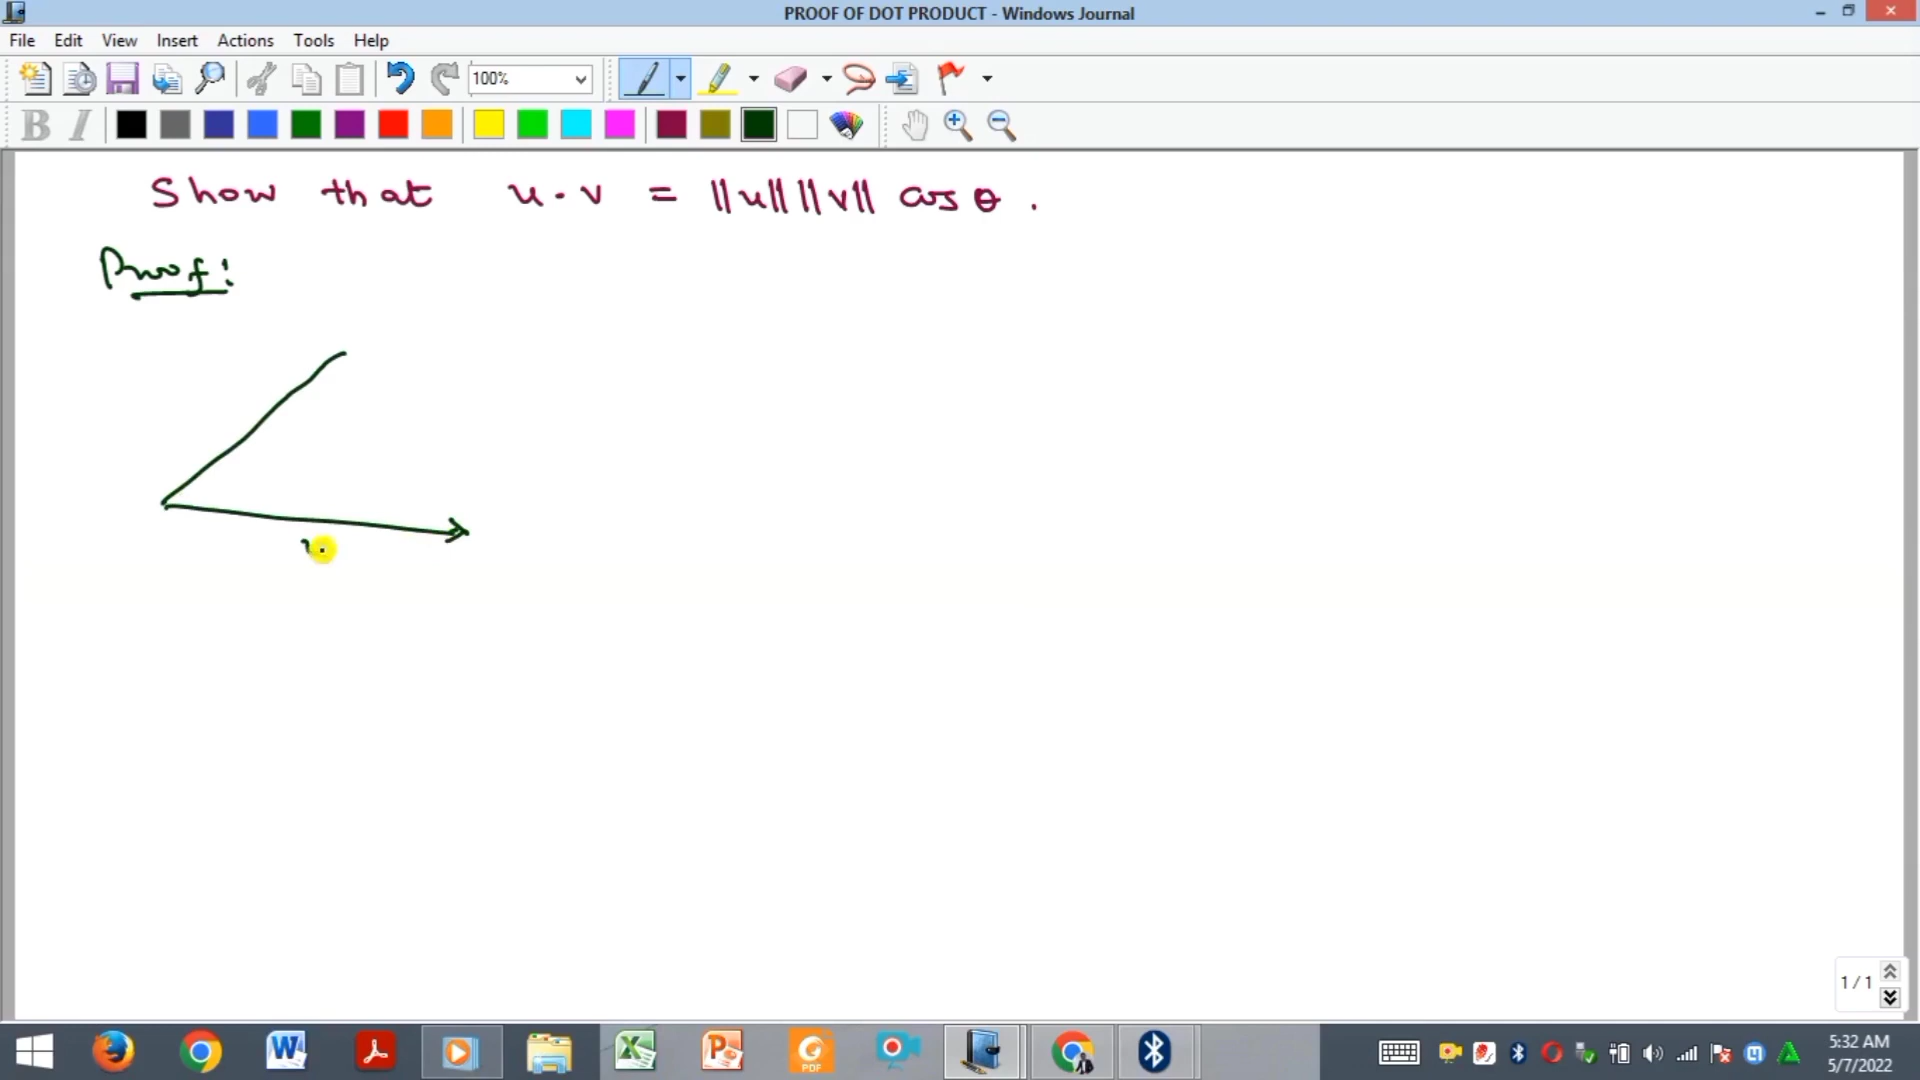 PROOF OF DOT PRODUCT - Windows Journal
File Edit View Insert Actions Tools Help
100%
B I
Show that u · v = ||u|| ||v|| cos θ .
Proof:
1 / 1
PDF
5:32 AM
5/7/2022